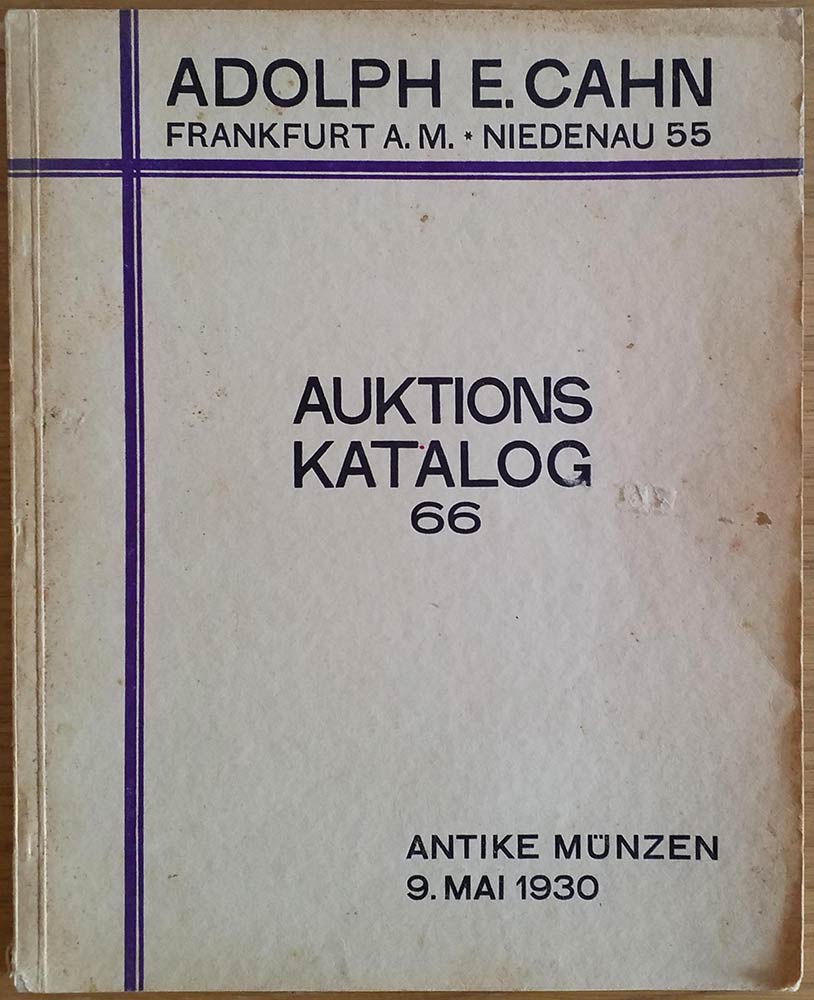 ADOLPH E. CAHN
FRANKFURT A. M. * NIEDENAU 55
AUKTIONS
KATALOG
66
ANTIKE MÜNZEN
9. MAI 1930